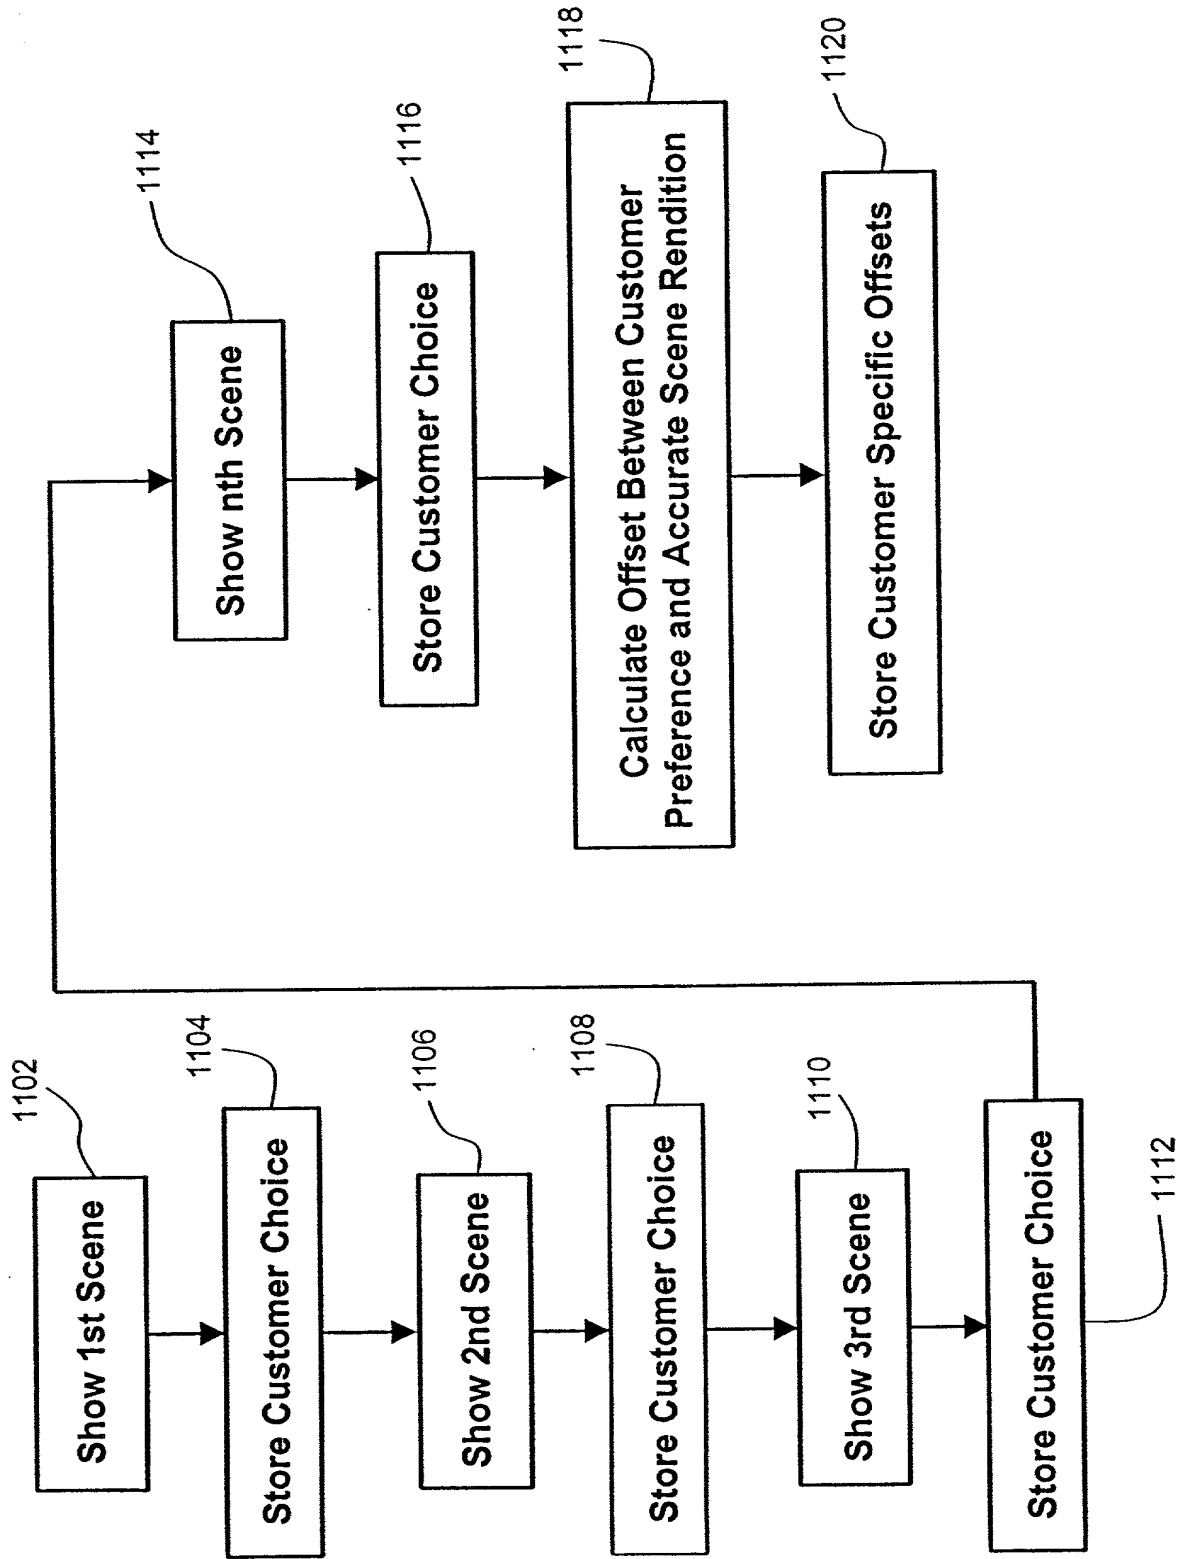 Show 1st Scene
1102
Store Customer Choice
1104
Show 2nd Scene
1106
Store Customer Choice
1108
Show 3rd Scene
1110
Store Customer Choice
1112
Show nth Scene
1114
Store Customer Choice
1116
Calculate Offset Between Customer
Preference and Accurate Scene Rendition
1118
Store Customer Specific Offsets
1120